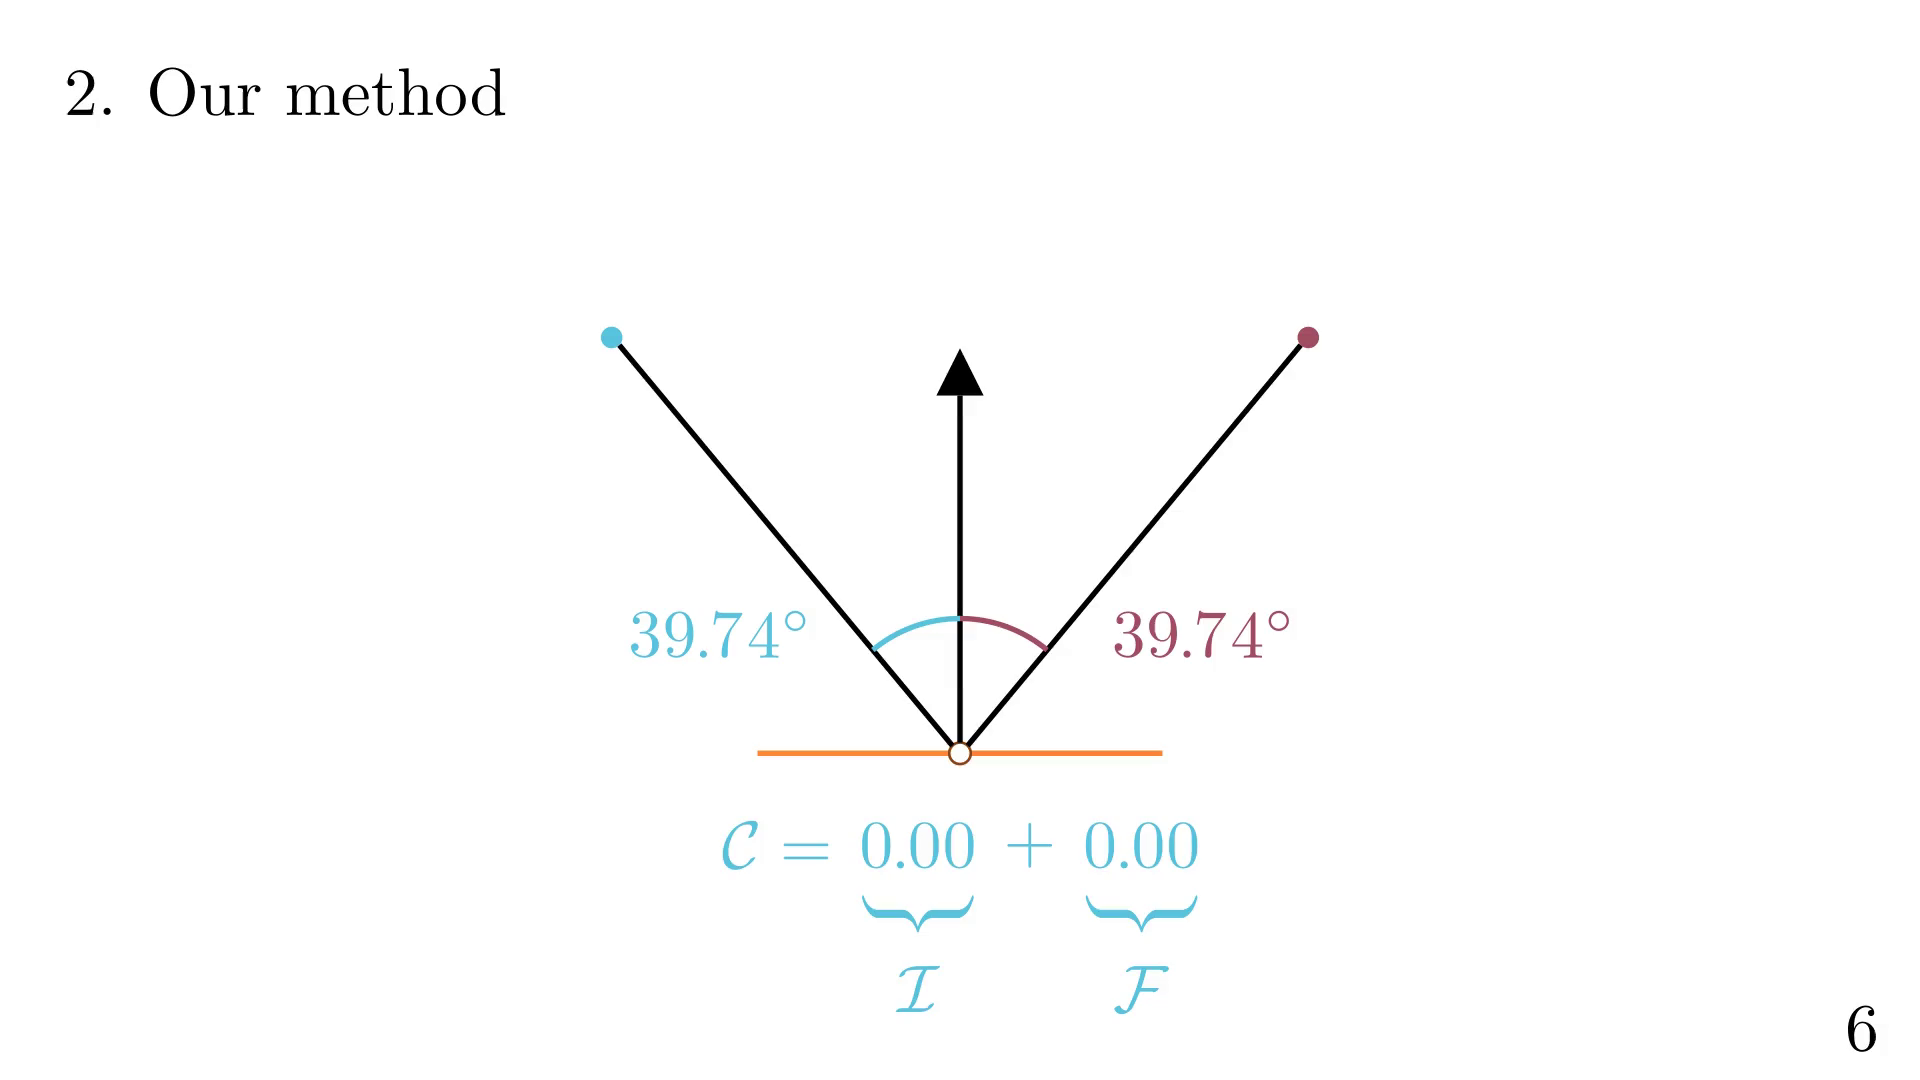 2. Our method
39.74° 39.74°
𝒞 = 0.00 + 0.00
ℐ ℱ
6